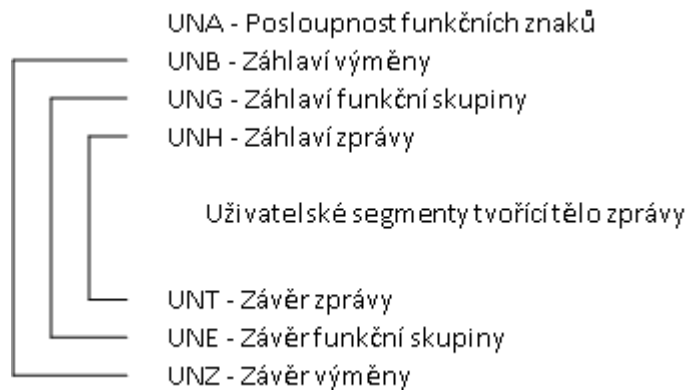 UNA - Posloupnost funkčních znaků
UNB - Záhlaví výměny
UNG - Záhlaví funkční skupiny
UNH - Záhlaví zprávy
Uživatelské segmenty tvořící tělo zprávy
UNT - Závěr zprávy
UNE - Závěr funkční skupiny
UNZ - Závěr výměny